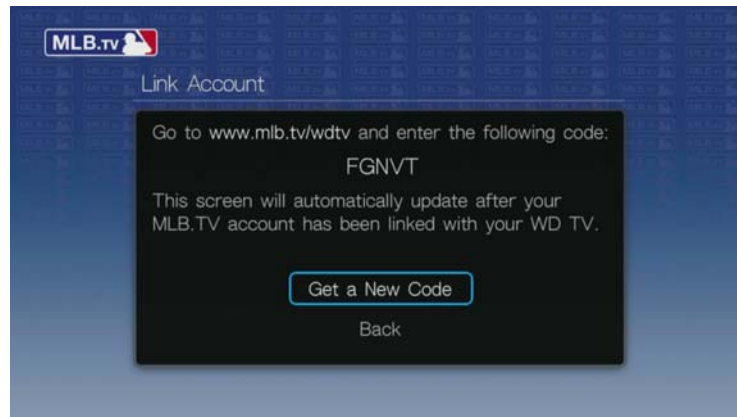 MLB.TV
Link Account
Go to www.mlb.tv/wdtv and enter the following code:
FGNVT
This screen will automatically update after your
MLB.TV account has been linked with your WD TV.
Get a New Code
Back